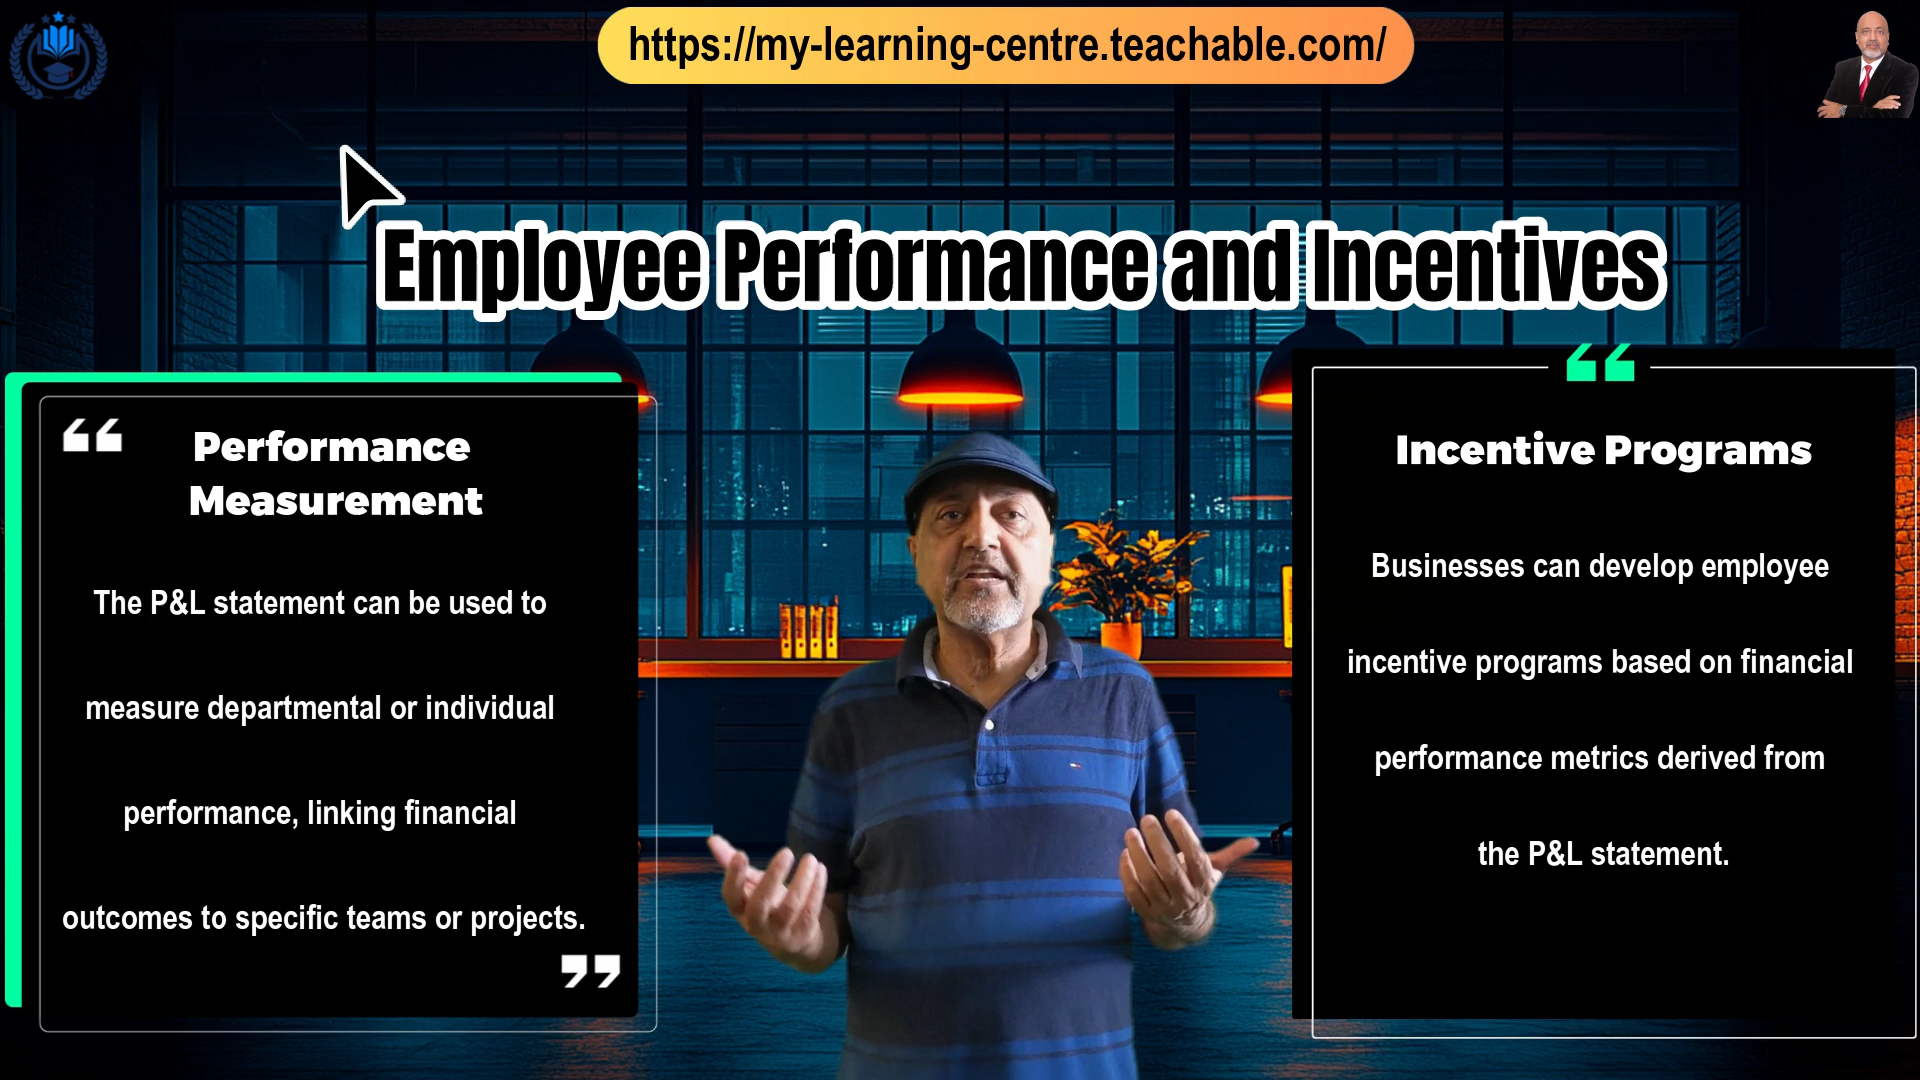 https://my-learning-centre.teachable.com/
Employee Performance and Incentives
Performance
Measurement
The P&L statement can be used to
measure departmental or individual
performance, linking financial
outcomes to specific teams or projects.
Incentive Programs
Businesses can develop employee
incentive programs based on financial
performance metrics derived from
the P&L statement.